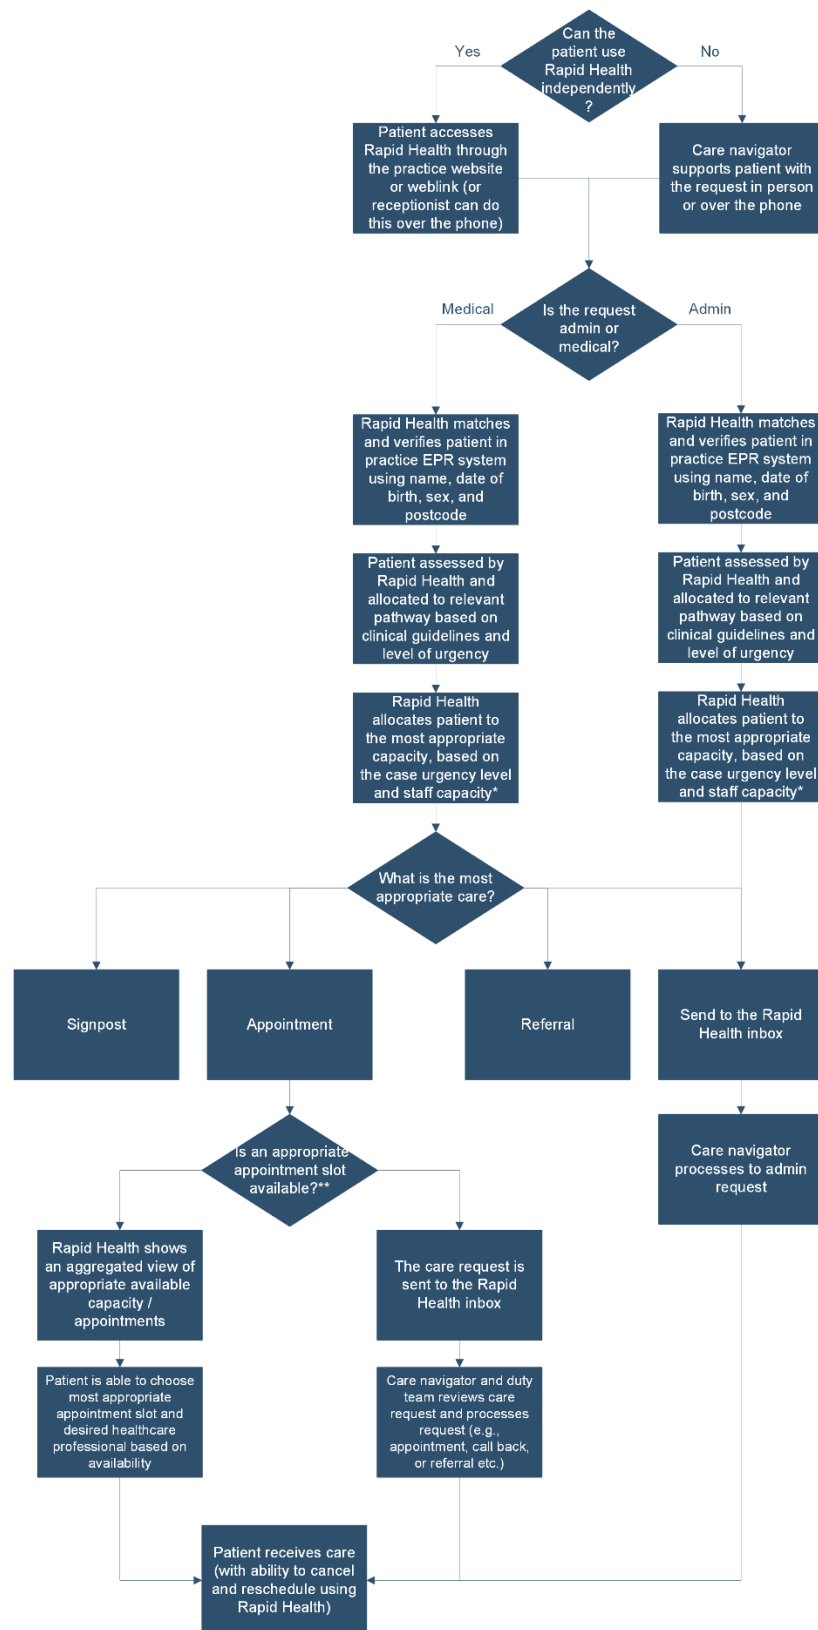 Can the
patient use
Rapid Health
independently
?
Yes
No
Patient accesses
Rapid Health through
the practice website
or weblink (or
receptionist can do
this over the phone)
Care navigator
supports patient with
the request in person
or over the phone
Is the request
admin or
medical?
Medical
Admin
Rapid Health matches
and verifies patient in
practice EPR system
using name, date of
birth, sex, and
postcode
Rapid Health matches
and verifies patient in
practice EPR system
using name, date of
birth, sex, and
postcode
Patient assessed by
Rapid Health and
allocated to relevant
pathway based on
clinical guidelines and
level of urgency
Patient assessed by
Rapid Health and
allocated to relevant
pathway based on
clinical guidelines and
level of urgency
Rapid Health
allocates patient to
the most appropriate
capacity, based on
the case urgency level
and staff capacity*
Rapid Health
allocates patient to
the most appropriate
capacity, based on
the case urgency level
and staff capacity*
What is the most
appropriate care?
Signpost
Appointment
Referral
Send to the Rapid
Health inbox
Is an appropriate
appointment slot
available?**
Care navigator
processes to admin
request
Rapid Health shows
an aggregated view of
appropriate available
capacity /
appointments
The care request is
sent to the Rapid
Health inbox
Patient is able to choose
most appropriate
appointment slot and
desired healthcare
professional based on
availability
Care navigator and duty
team reviews care
request and processes
request (e.g.,
appointment, call back,
or referral etc.)
Patient receives care
(with ability to cancel
and reschedule using
Rapid Health)